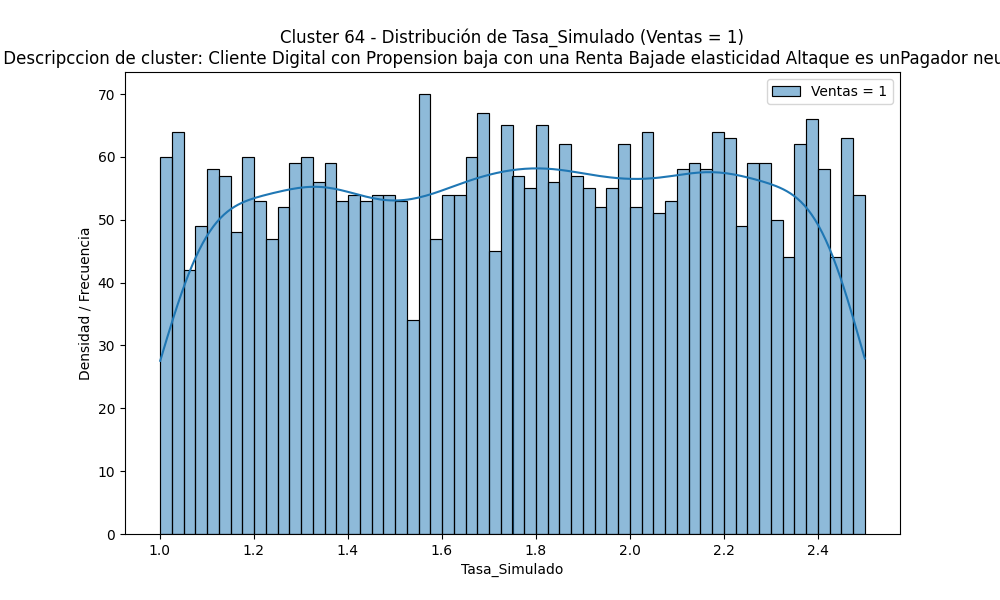 Cluster 64 - Distribución de Tasa_Simulado (Ventas = 1)
Descripccion de cluster: Cliente Digital con Propension baja con una Renta Bajade elasticidad Altaque es unPagador neu
Ventas = 1
Densidad / Frecuencia
70
60
50
40
30
20
10
0
1.0 1.2 1.4 1.6 1.8 2.0 2.2 2.4
Tasa_Simulado